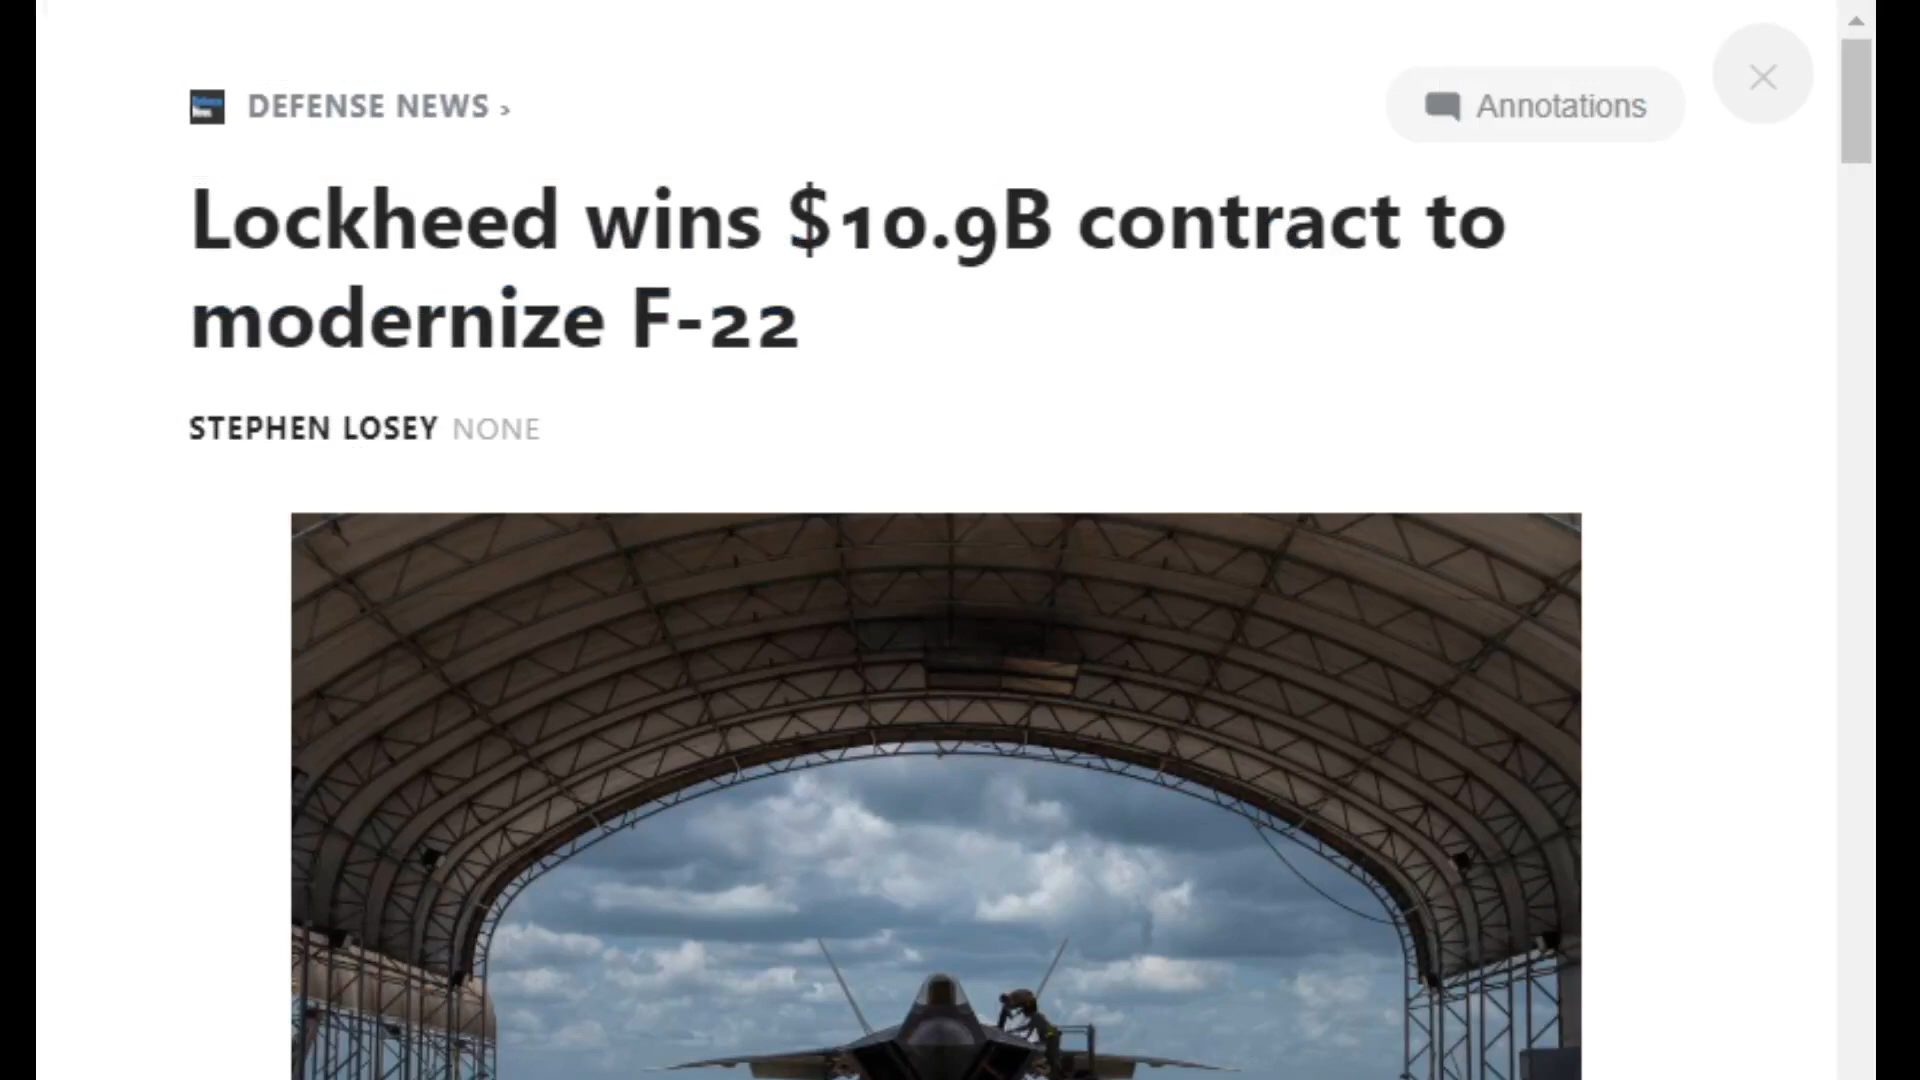 DEFENSE NEWS ›
Annotations
Lockheed wins $10.9B contract to
modernize F-22
STEPHEN LOSEY NONE